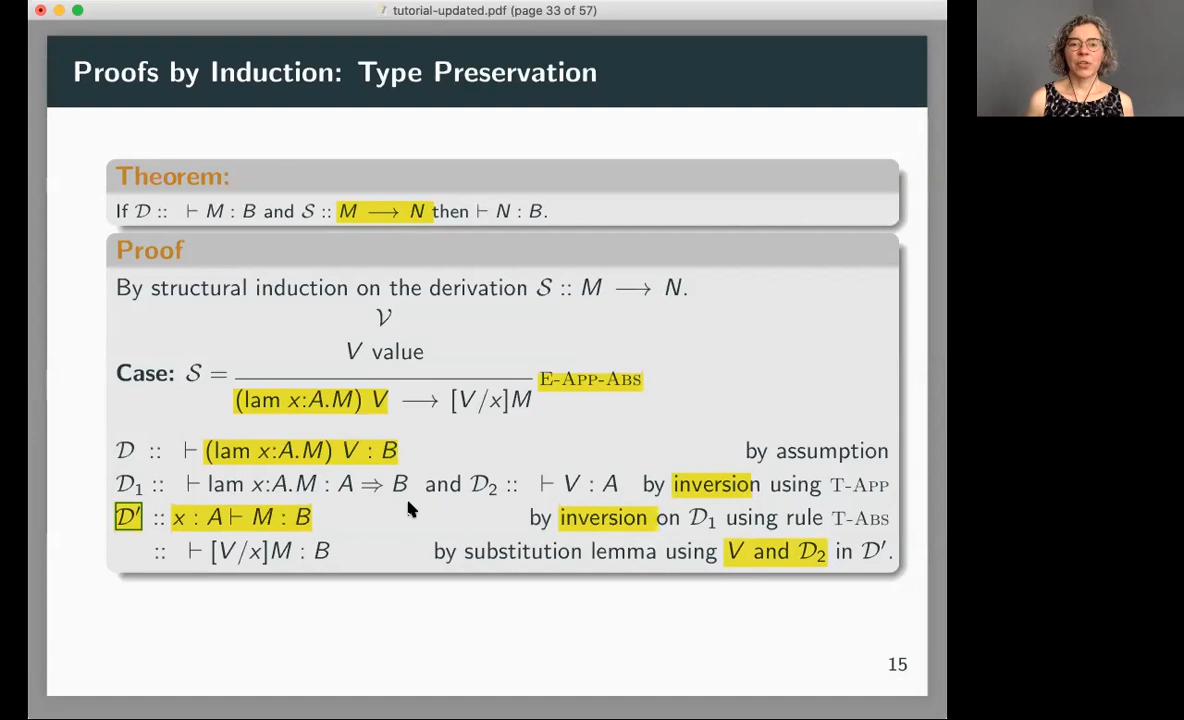 tutorial-updated.pdf (page 33 of 57)
Proofs by Induction: Type Preservation
Theorem:
If 𝒟 :: ⊢ M : B and 𝒮 :: M ⟶ N then ⊢ N : B.
Proof
By structural induction on the derivation 𝒮 :: M ⟶ N.
𝒱
V value
Case: 𝒮 =
E-App-Abs
(lam x:A.M) V ⟶ [V/x]M
𝒟 :: ⊢ (lam x:A.M) V : B by assumption
𝒟₁ :: ⊢ lam x:A.M : A ⇒ B and 𝒟₂ :: ⊢ V : A by inversion using T-App
𝒟′ :: x : A ⊢ M : B by inversion on 𝒟₁ using rule T-Abs
:: ⊢ [V/x]M : B by substitution lemma using V and 𝒟₂ in 𝒟′.
15